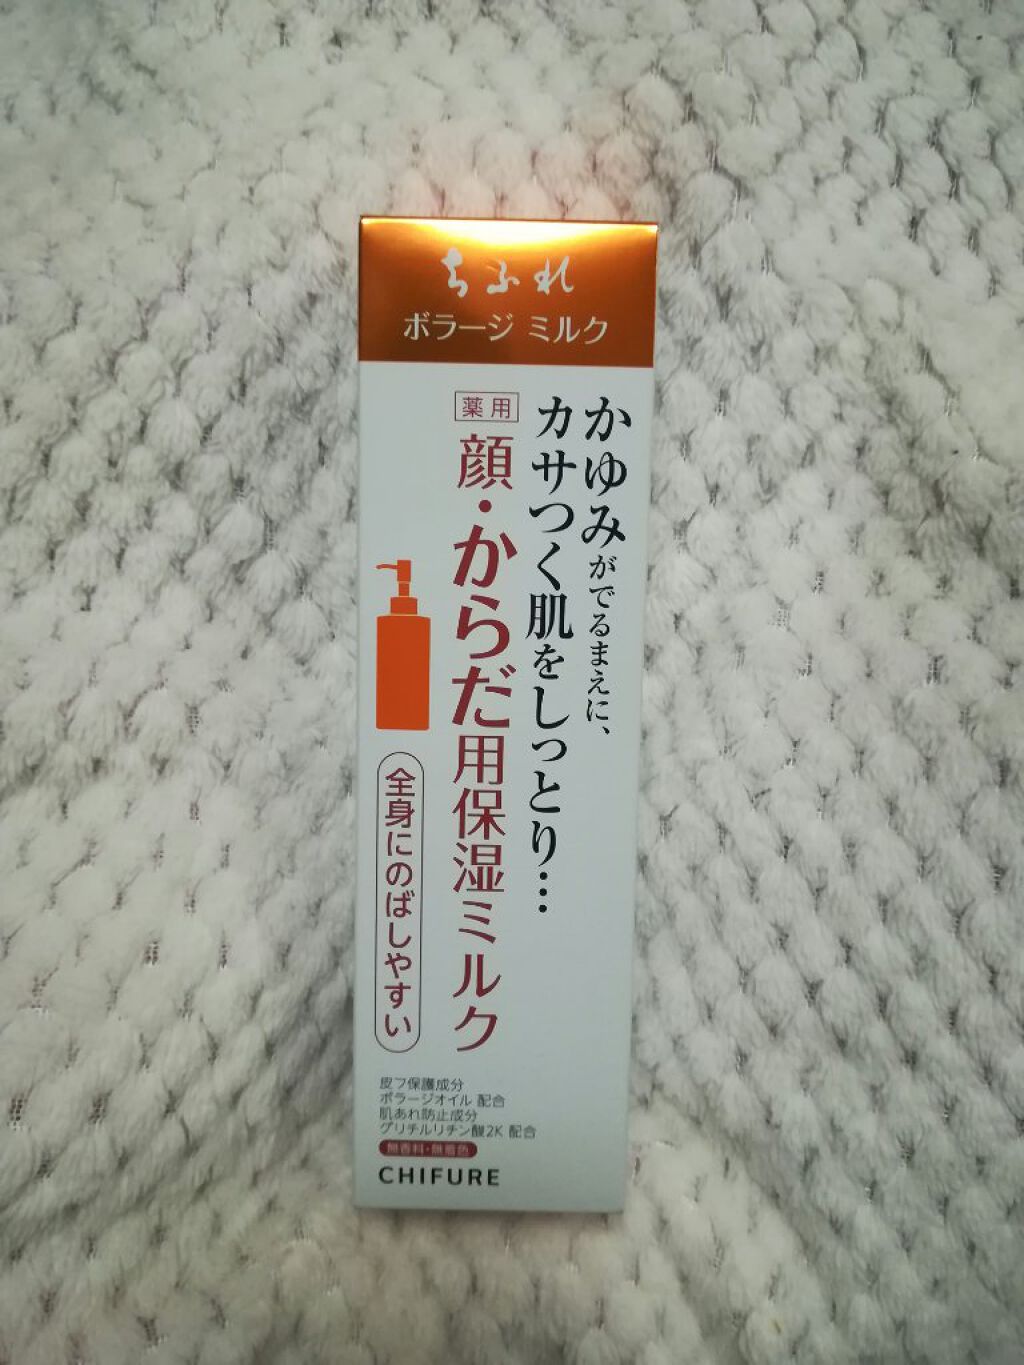 ちふれ
ボラージ ミルク
かゆみがでるまえに、
カサつく肌をしっとり…
薬用
顔・からだ用保湿ミルク
全身にのばしやすい
皮フ保護成分
ボラージオイル 配合
肌あれ防止成分
グリチルリチン酸2K 配合
無香料・無着色
CHIFURE